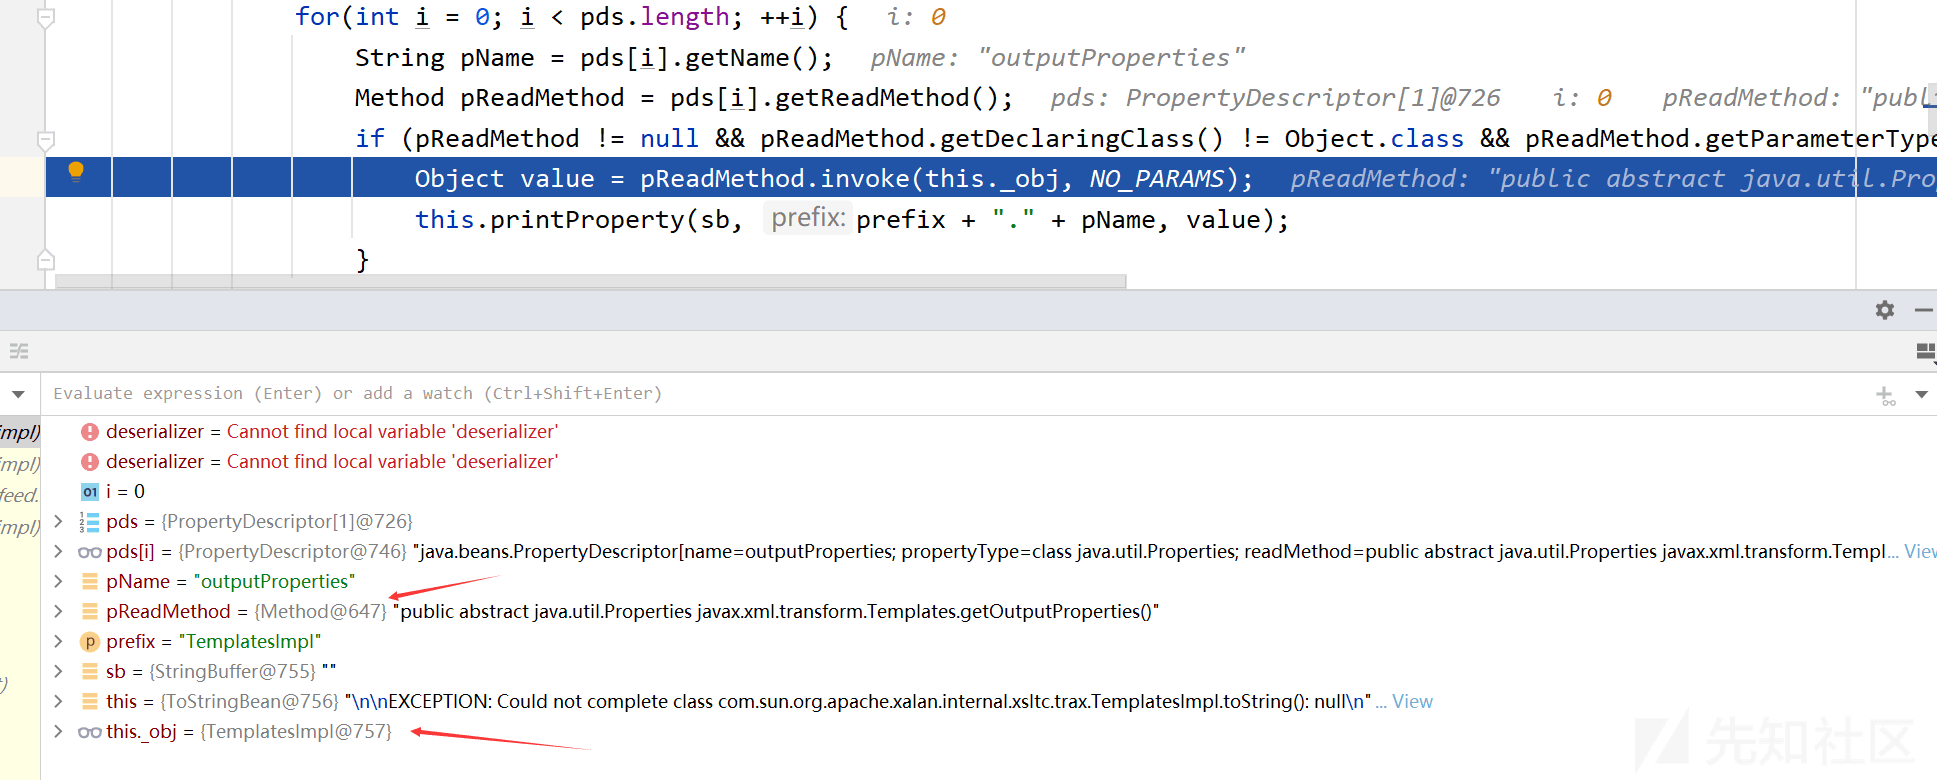 for(int i = 0; i < pds.length; ++i) {   i: 0
String pName = pds[i].getName();   pName: "outputProperties"
Method pReadMethod = pds[i].getReadMethod();   pds: PropertyDescriptor[1]@726   i: 0   pReadMethod: "publ
if (pReadMethod != null && pReadMethod.getDeclaringClass() != Object.class && pReadMethod.getParameterType
Object value = pReadMethod.invoke(this._obj, NO_PARAMS);   pReadMethod: "public abstract java.util.Prop
this.printProperty(sb, prefix: prefix + "." + pName, value);
}
Evaluate expression (Enter) or add a watch (Ctrl+Shift+Enter)
impl)
impl)
feed.
impl)
t)
deserializer = Cannot find local variable 'deserializer'
deserializer = Cannot find local variable 'deserializer'
01 i = 0
pds = {PropertyDescriptor[1]@726}
pds[i] = {PropertyDescriptor@746} "java.beans.PropertyDescriptor[name=outputProperties; propertyType=class java.util.Properties; readMethod=public abstract java.util.Properties javax.xml.transform.Templ... View
pName = "outputProperties"
pReadMethod = {Method@647} "public abstract java.util.Properties javax.xml.transform.Templates.getOutputProperties()"
p prefix = "TemplatesImpl"
sb = {StringBuffer@755} ""
this = {ToStringBean@756} "\n\nEXCEPTION: Could not complete class com.sun.org.apache.xalan.internal.xsltc.trax.TemplatesImpl.toString(): null\n" ... View
this._obj = {TemplatesImpl@757}
先知社区